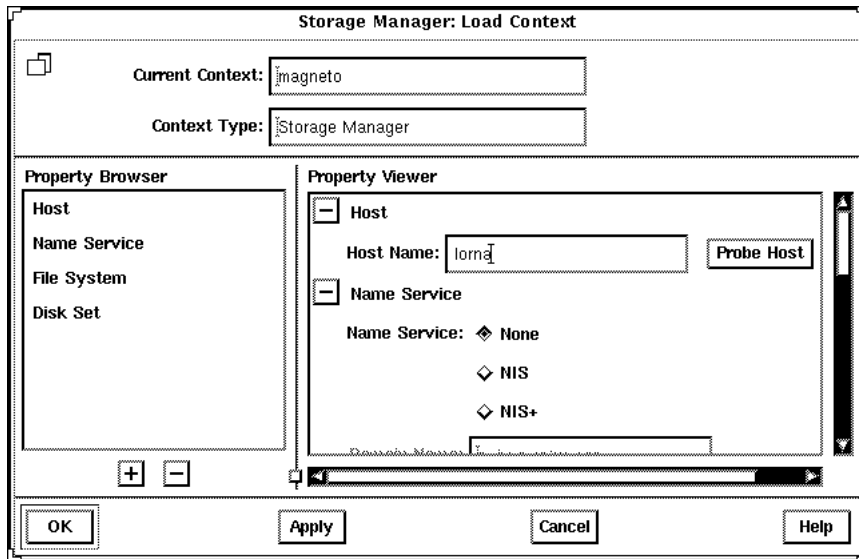 Storage Manager: Load Context
Current Context: magneto
Context Type: Storage Manager
Property Browser
Host
Name Service
File System
Disk Set
Property Viewer
Host
Host Name: lorna Probe Host
Name Service
Name Service: None
NIS
NIS+
OK Apply Cancel Help